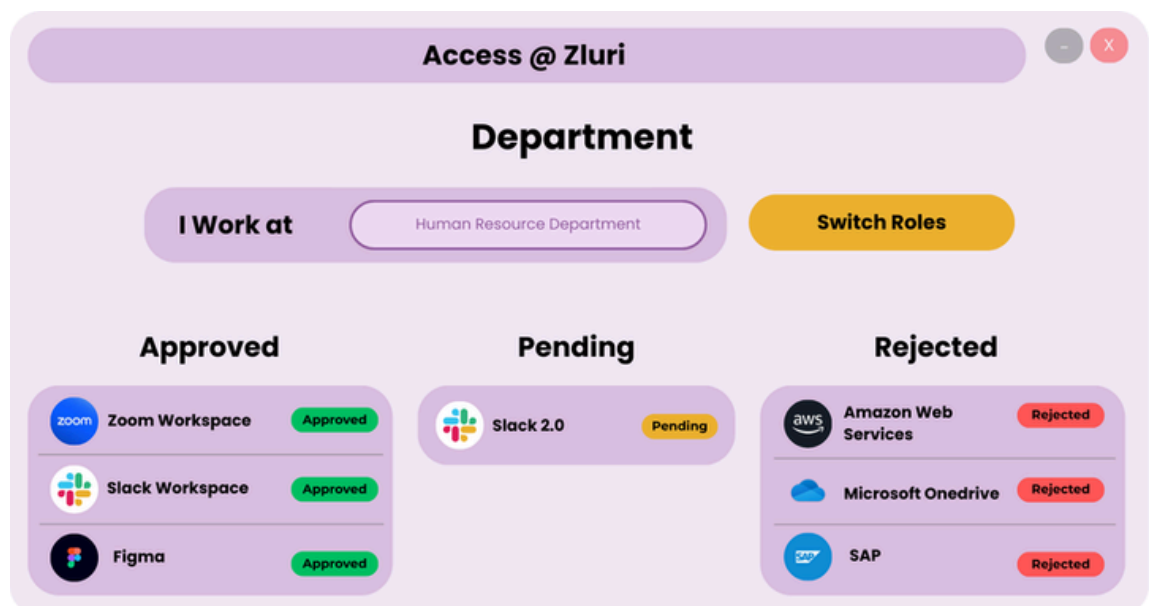 Access @ Zluri
- X
Department
I Work at Human Resource Department Switch Roles
Approved
zoom Zoom Workspace Approved
Slack Workspace Approved
Figma Approved
Pending
Slack 2.0 Pending
Rejected
aws Amazon Web
Services Rejected
Microsoft Onedrive Rejected
SAP SAP Rejected